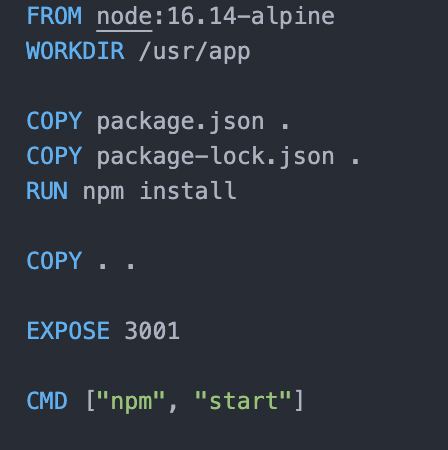 FROM node:16.14-alpine
WORKDIR /usr/app
COPY package.json .
COPY package-lock.json .
RUN npm install
COPY . .
EXPOSE 3001
CMD ["npm", "start"]